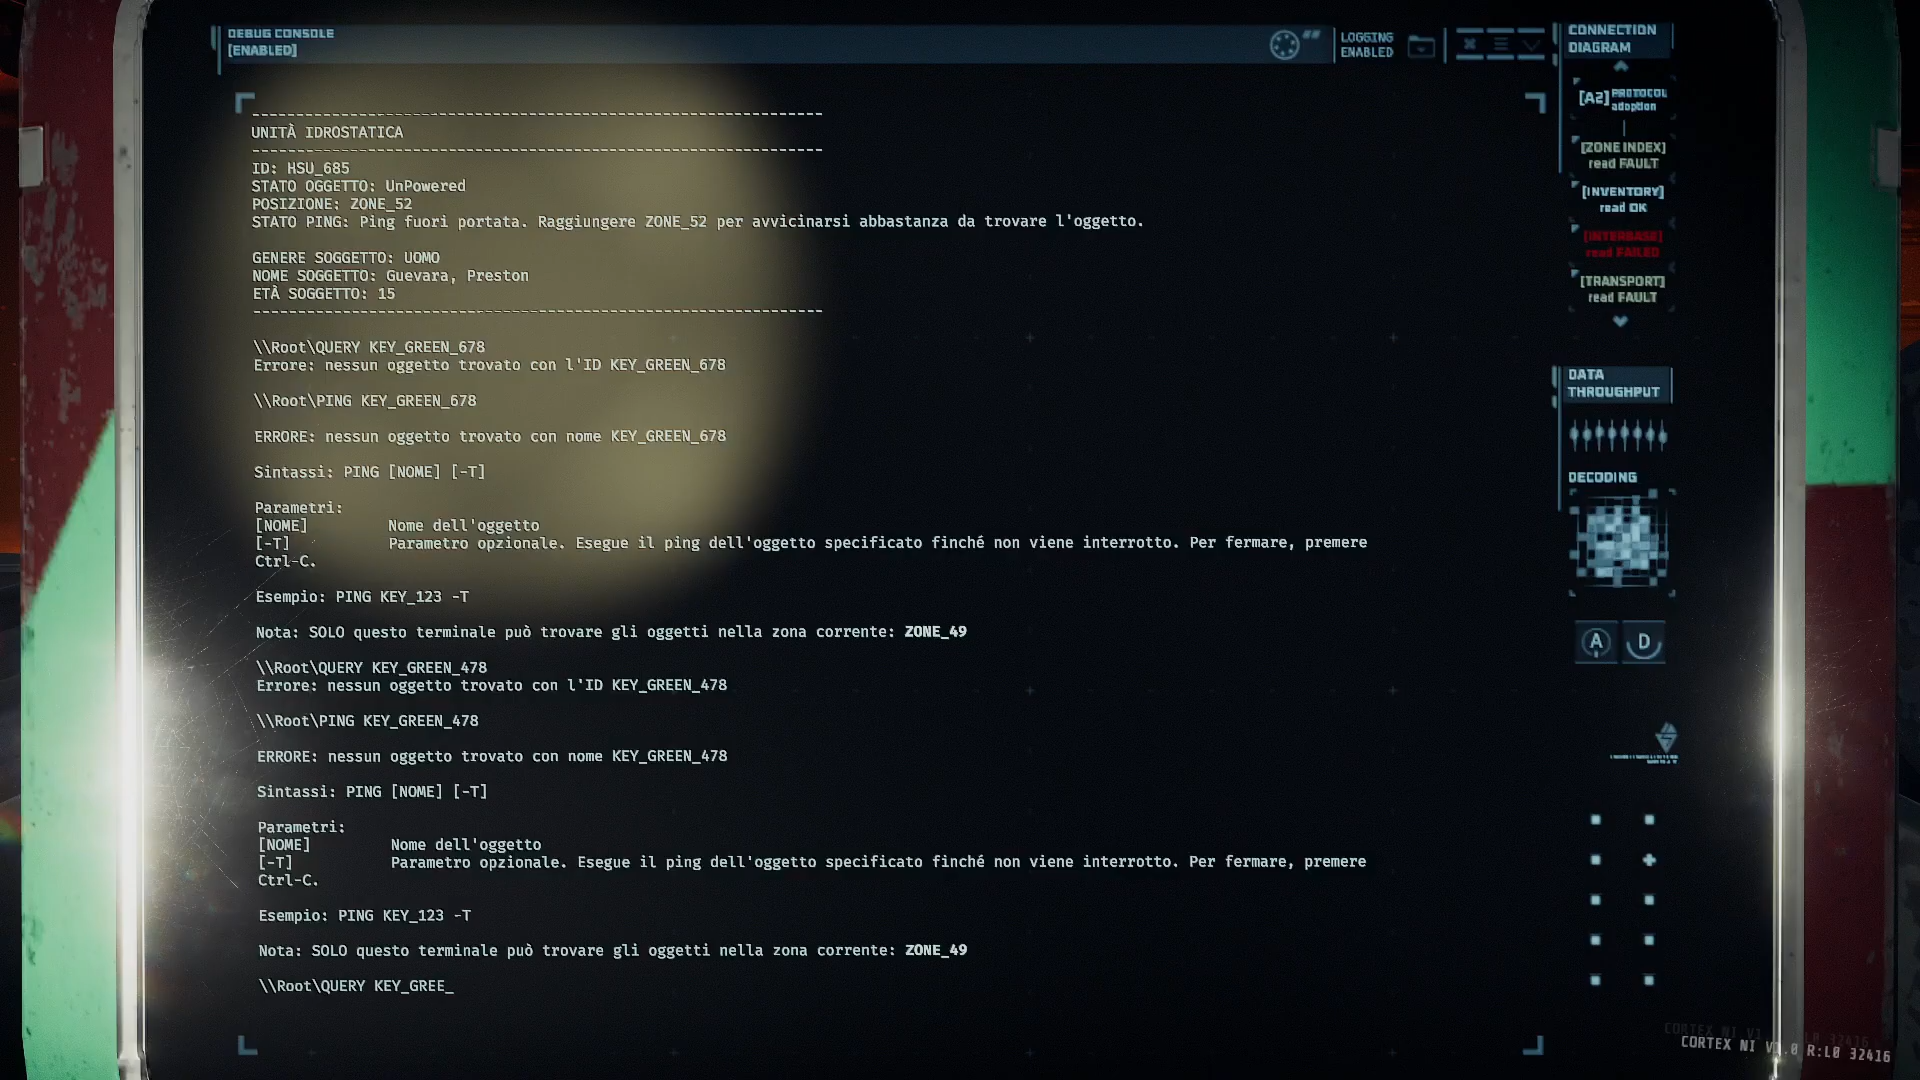 DEBUG CONSOLE
[ENABLED]
LOGGING
ENABLED
----------------------------------------------------------------
UNITÀ IDROSTATICA
----------------------------------------------------------------
ID: HSU_685
STATO OGGETTO: UnPowered
POSIZIONE: ZONE_52
STATO PING: Ping fuori portata. Raggiungere ZONE_52 per avvicinarsi abbastanza da trovare l'oggetto.
GENERE SOGGETTO: UOMO
NOME SOGGETTO: Guevara, Preston
ETÀ SOGGETTO: 15
----------------------------------------------------------------
\\Root\QUERY KEY_GREEN_678
Errore: nessun oggetto trovato con l'ID KEY_GREEN_678
\\Root\PING KEY_GREEN_678
ERRORE: nessun oggetto trovato con nome KEY_GREEN_678
Sintassi: PING [NOME] [-T]
Parametri:
[NOME] Nome dell'oggetto
[-T] Parametro opzionale. Esegue il ping dell'oggetto specificato finché non viene interrotto. Per fermare, premere
Ctrl-C.
Esempio: PING KEY_123 -T
Nota: SOLO questo terminale può trovare gli oggetti nella zona corrente: ZONE_49
\\Root\QUERY KEY_GREEN_478
Errore: nessun oggetto trovato con l'ID KEY_GREEN_478
\\Root\PING KEY_GREEN_478
ERRORE: nessun oggetto trovato con nome KEY_GREEN_478
Sintassi: PING [NOME] [-T]
Parametri:
[NOME] Nome dell'oggetto
[-T] Parametro opzionale. Esegue il ping dell'oggetto specificato finché non viene interrotto. Per fermare, premere
Ctrl-C.
Esempio: PING KEY_123 -T
Nota: SOLO questo terminale può trovare gli oggetti nella zona corrente: ZONE_49
\\Root\QUERY KEY_GREE_
CONNECTION
DIAGRAM
[A2] PROTOCOL
adoption
[ZONE INDEX]
read FAULT
[INVENTORY]
read OK
[INTERBASE]
read FAILED
[TRANSPORT]
read FAULT
DATA
THROUGHPUT
DECODING
A D
CORTEX NI V1.0 R:L0 32416